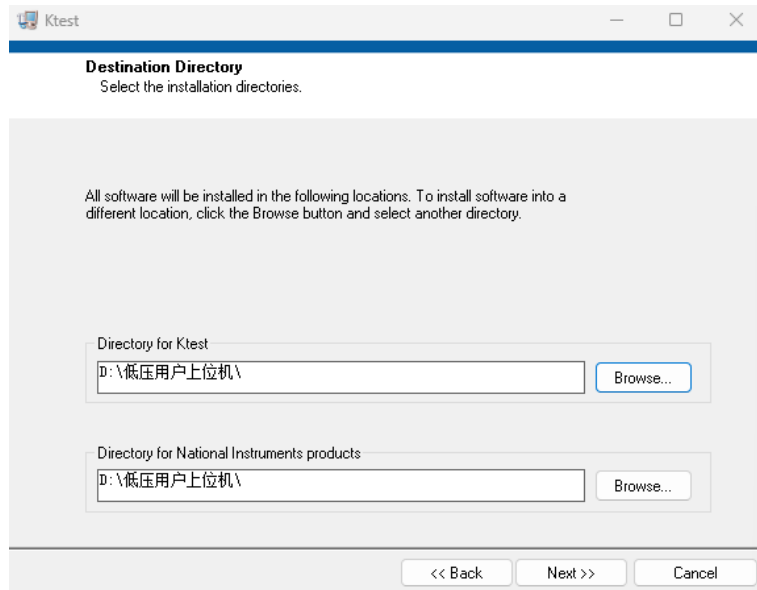 Ktest
Destination Directory
Select the installation directories.
All software will be installed in the following locations. To install software into a
different location, click the Browse button and select another directory.
Directory for Ktest
D:\低压用户上位机\
Browse...
Directory for National Instruments products
D:\低压用户上位机\
Browse...
<< Back
Next >>
Cancel